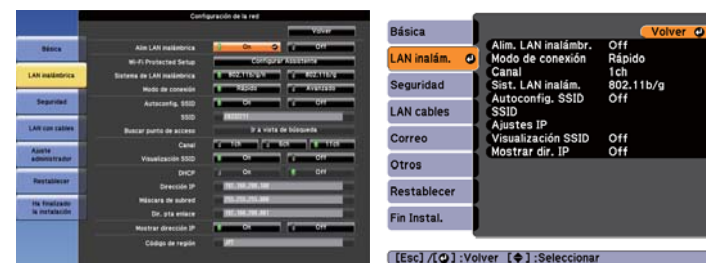 Configuración de la red
Volver
Básica
LAN inalámbrica
Seguridad
LAN con cables
Ajuste
administrador
Restablecer
Ha finalizado
la instalación
Alim LAN inalámbrica On Off
Wi-Fi Protected Setup Configurar Asistente
Sistema de LAN inalámbrica 802.11b/g/n 802.11b/g
Modo de conexión Rápido Avanzado
Autoconfig. SSID On Off
SSID
Buscar punto de acceso Ir a vista de búsqueda
Canal 1ch 6ch 11ch
Visualización SSID On Off
DHCP On Off
Dirección IP
Máscara de subred
Dir. pta enlace
Mostrar dirección IP On Off
Código de región
Básica
LAN inalám.
Seguridad
LAN cables
Correo
Otros
Restablecer
Fin Instal.
Volver
Alim. LAN inalámbr. Off
Modo de conexión Rápido
Canal 1ch
Sist. LAN inalám. 802.11b/g
Autoconfig. SSID Off
SSID
Ajustes IP
Visualización SSID Off
Mostrar dir. IP Off
[Esc] /[ ] :Volver [ ] :Seleccionar